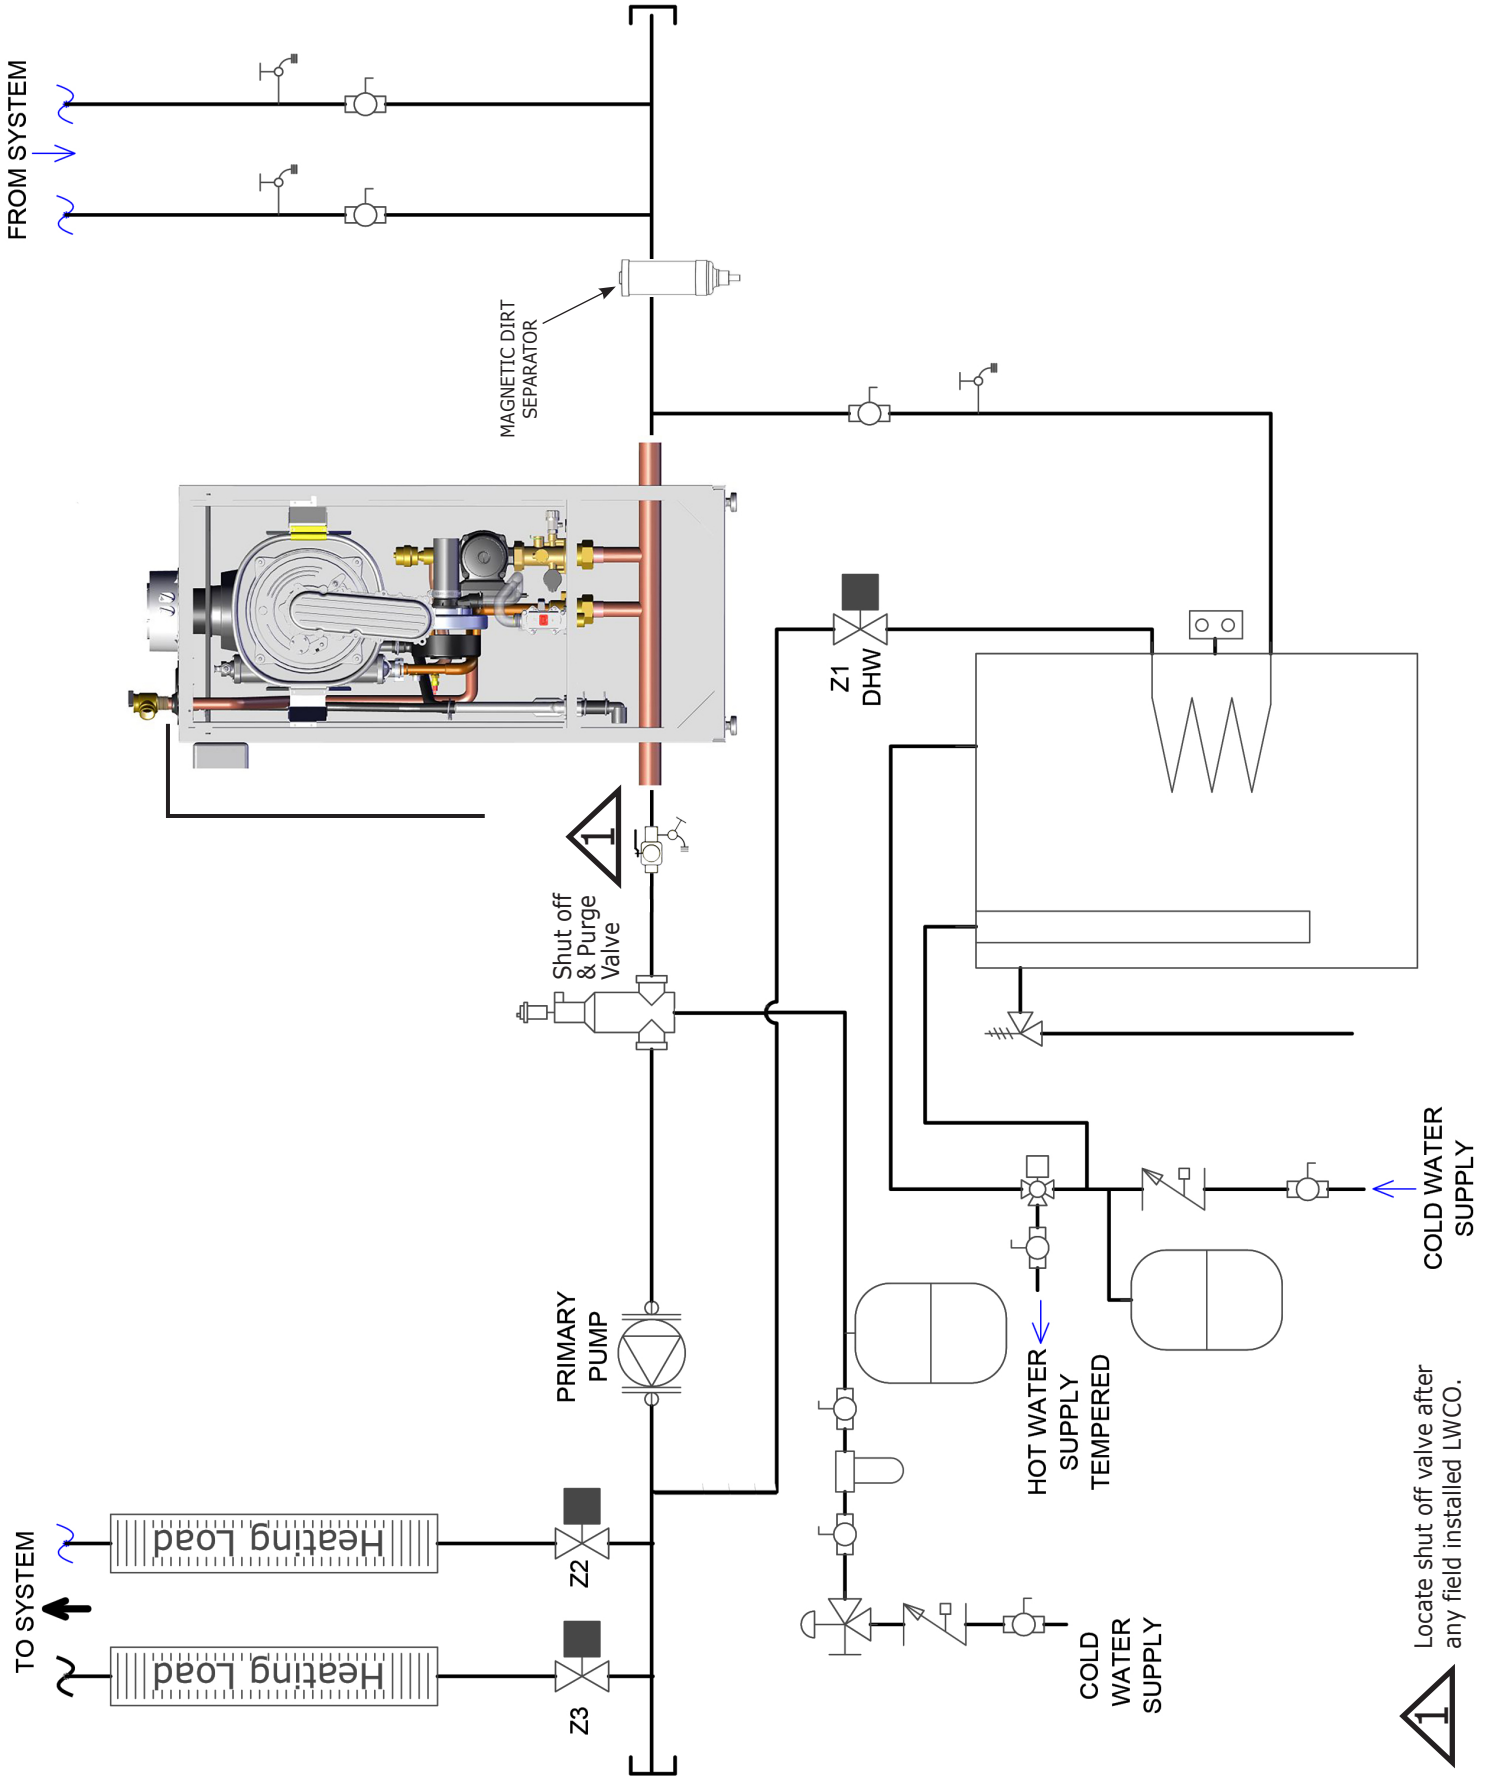 FROM SYSTEM
MAGNETIC DIRT
SEPARATOR
Z1
DHW
1
Shut off
& Purge
Valve
PRIMARY
PUMP
TO SYSTEM
Heating Load
Heating Load
Z2
Z3
HOT WATER
SUPPLY
TEMPERED
COLD WATER
SUPPLY
COLD
WATER
SUPPLY
1
Locate shut off valve after
any field installed LWCO.